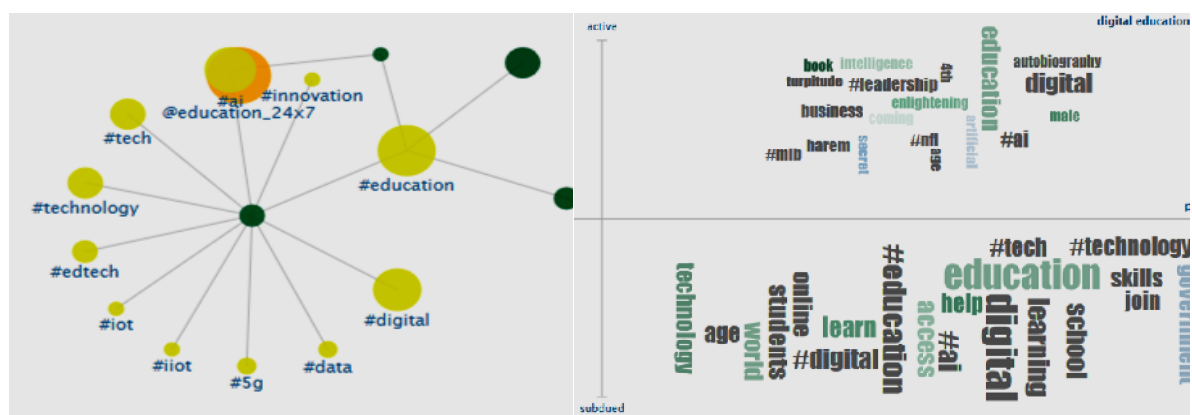 #ai
#innovation
@education_24x7
#tech
#education
#technology
#edtech
#digital
#iot
#iiot
#5g
#data
digital education
active
book
intelligence
4th
education
autobiography
turpitude
#leadership
digital
business
enlightening
coming
male
artificial
#mlb
harem
secret
#nfl
age
#ai
#tech
#technology
technology
education
skills
government
join
online
students
#education
help
access
digital
learning
school
age
world
learn
#digital
#ai
subdued